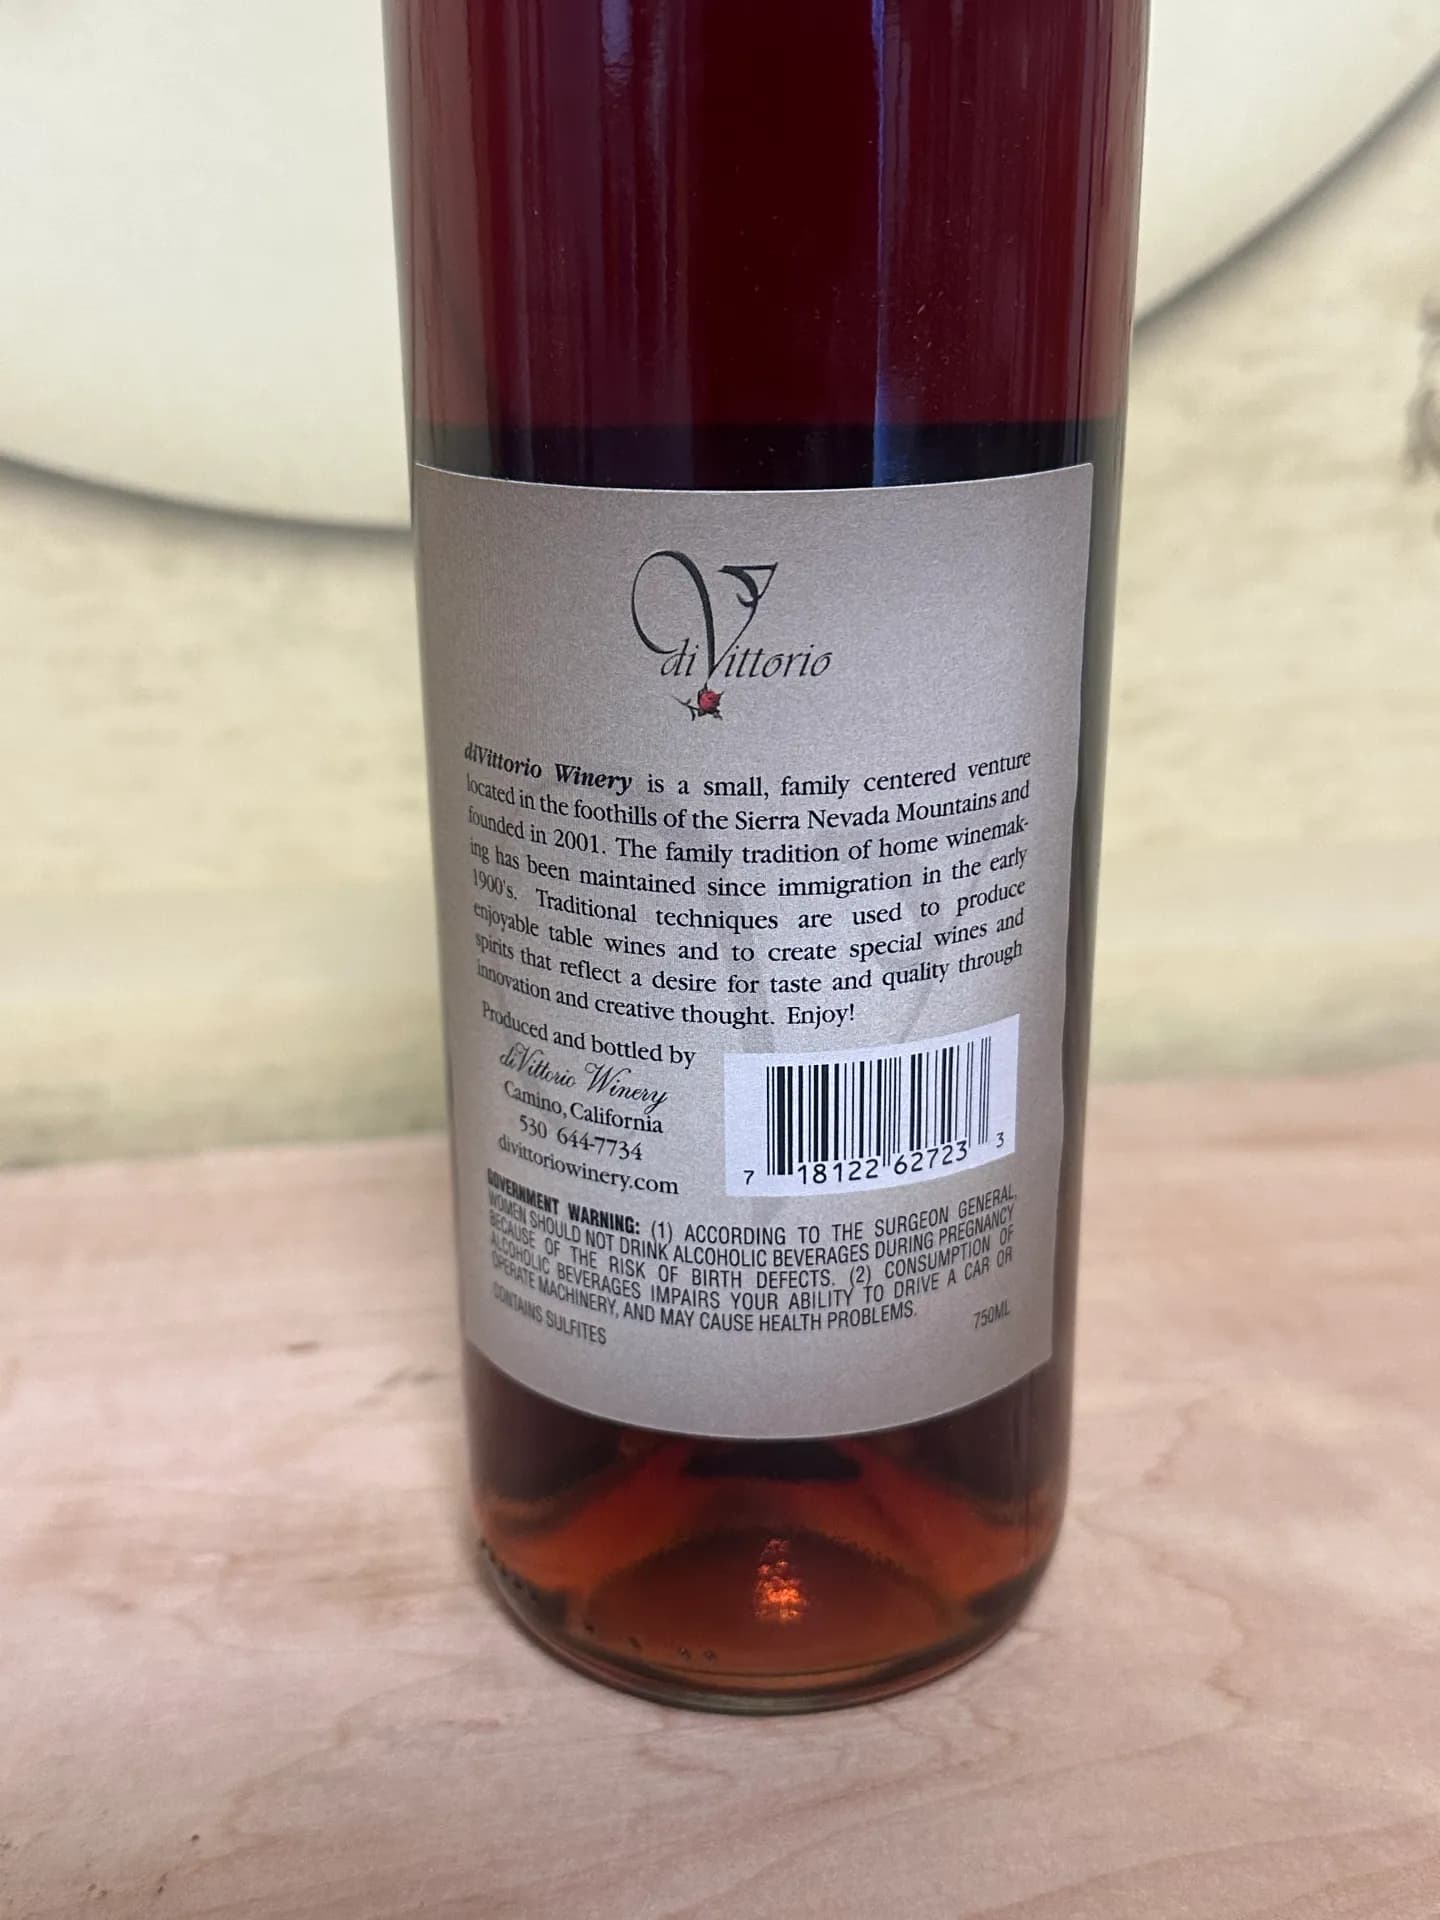 diVittorio
diVittorio Winery is a small, family centered venture
located in the foothills of the Sierra Nevada Mountains and
founded in 2001. The family tradition of home winemak-
ing has been maintained since immigration in the early
1900's. Traditional techniques are used to produce
enjoyable table wines and to create special wines and
spirits that reflect a desire for taste and quality through
innovation and creative thought. Enjoy!
Produced and bottled by
diVittorio Winery
Camino, California
530 644-7734
divittoriowinery.com
7 18122 62723 3
GOVERNMENT WARNING: (1) ACCORDING TO THE SURGEON GENERAL,
WOMEN SHOULD NOT DRINK ALCOHOLIC BEVERAGES DURING PREGNANCY
BECAUSE OF THE RISK OF BIRTH DEFECTS. (2) CONSUMPTION OF
ALCOHOLIC BEVERAGES IMPAIRS YOUR ABILITY TO DRIVE A CAR OR
OPERATE MACHINERY, AND MAY CAUSE HEALTH PROBLEMS.
CONTAINS SULFITES 750ML